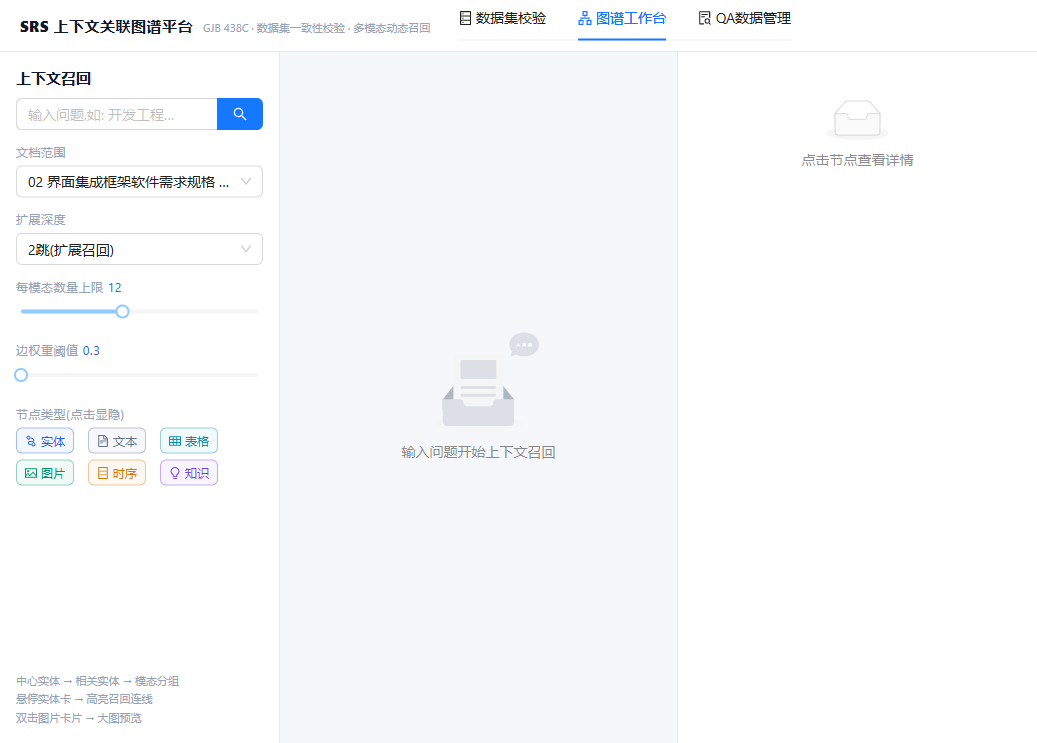 SRS 上下文关联图谱平台 GJB 438C · 数据集一致性校验 · 多模态动态召回
数据集校验 图谱工作台 QA数据管理
上下文召回
输入问题,如: 开发工程...
文档范围
02 界面集成框架软件需求规格 ...
扩展深度
2跳(扩展召回)
每模态数量上限 12
边权重阈值 0.3
节点类型(点击显隐)
实体 文本 表格
图片 时序 知识
中心实体 → 相关实体 → 模态分组
悬停实体卡 → 高亮召回连线
双击图片卡片 → 大图预览
输入问题开始上下文召回
点击节点查看详情